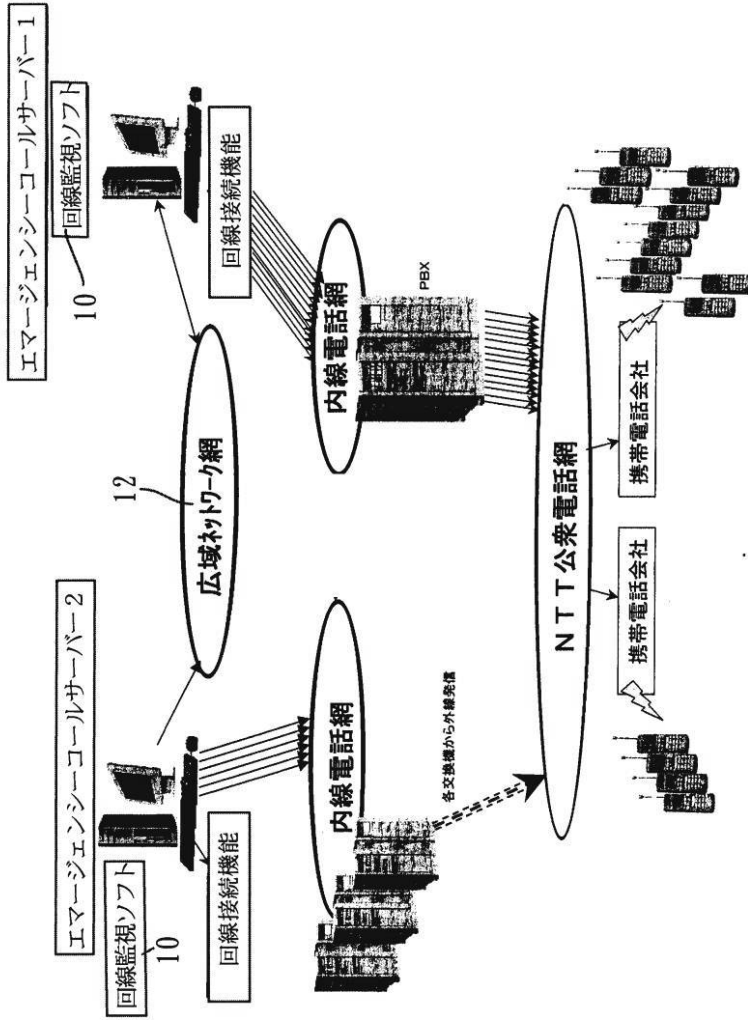 エマージェンシーコールサーバー2
回線監視ソフト
10
回線接続機能
エマージェンシーコールサーバー1
回線監視ソフト
10
回線接続機能
12
広域ネットワーク網
内線電話網
内線電話網
PBX
各交換機から外線発信
NTT公衆電話網
携帯電話会社
携帯電話会社